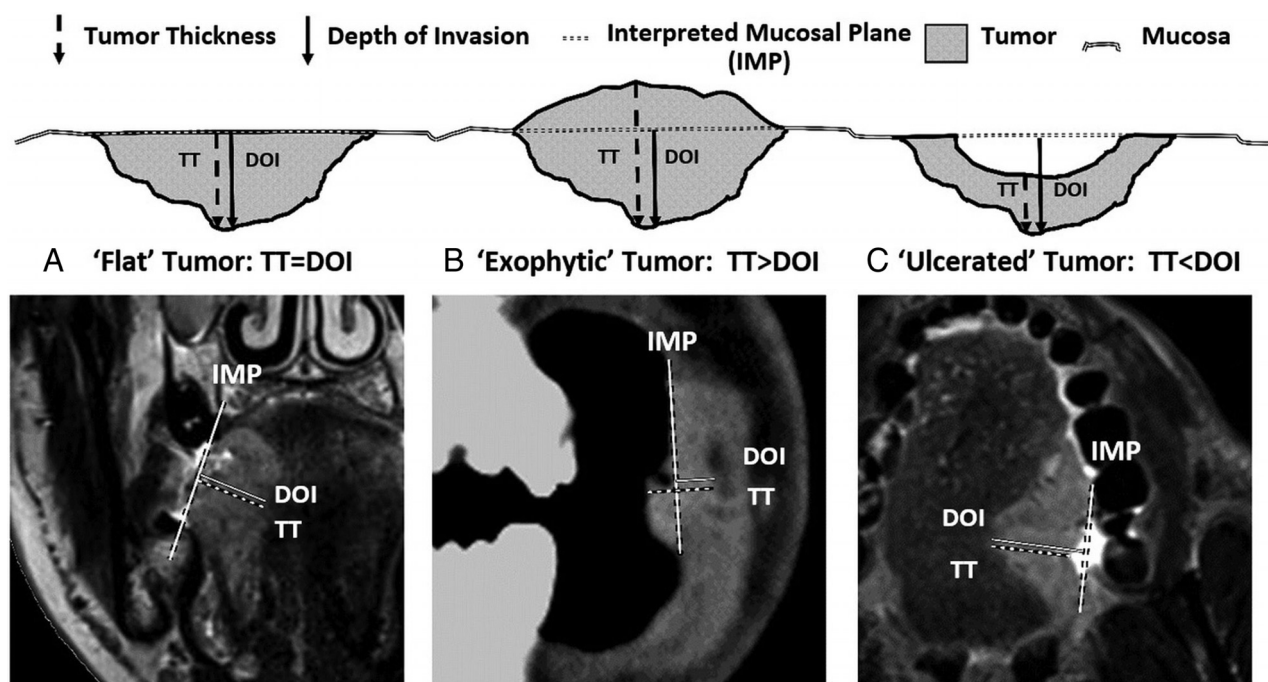 Tumor Thickness
Depth of Invasion
Interpreted Mucosal Plane
(IMP)
Tumor
Mucosa
TT DOI
TT DOI
TT DOI
A 'Flat' Tumor: TT=DOI
B 'Exophytic' Tumor: TT>DOI
C 'Ulcerated' Tumor: TT<DOI
IMP
DOI
TT
IMP
DOI
TT
IMP
DOI
TT